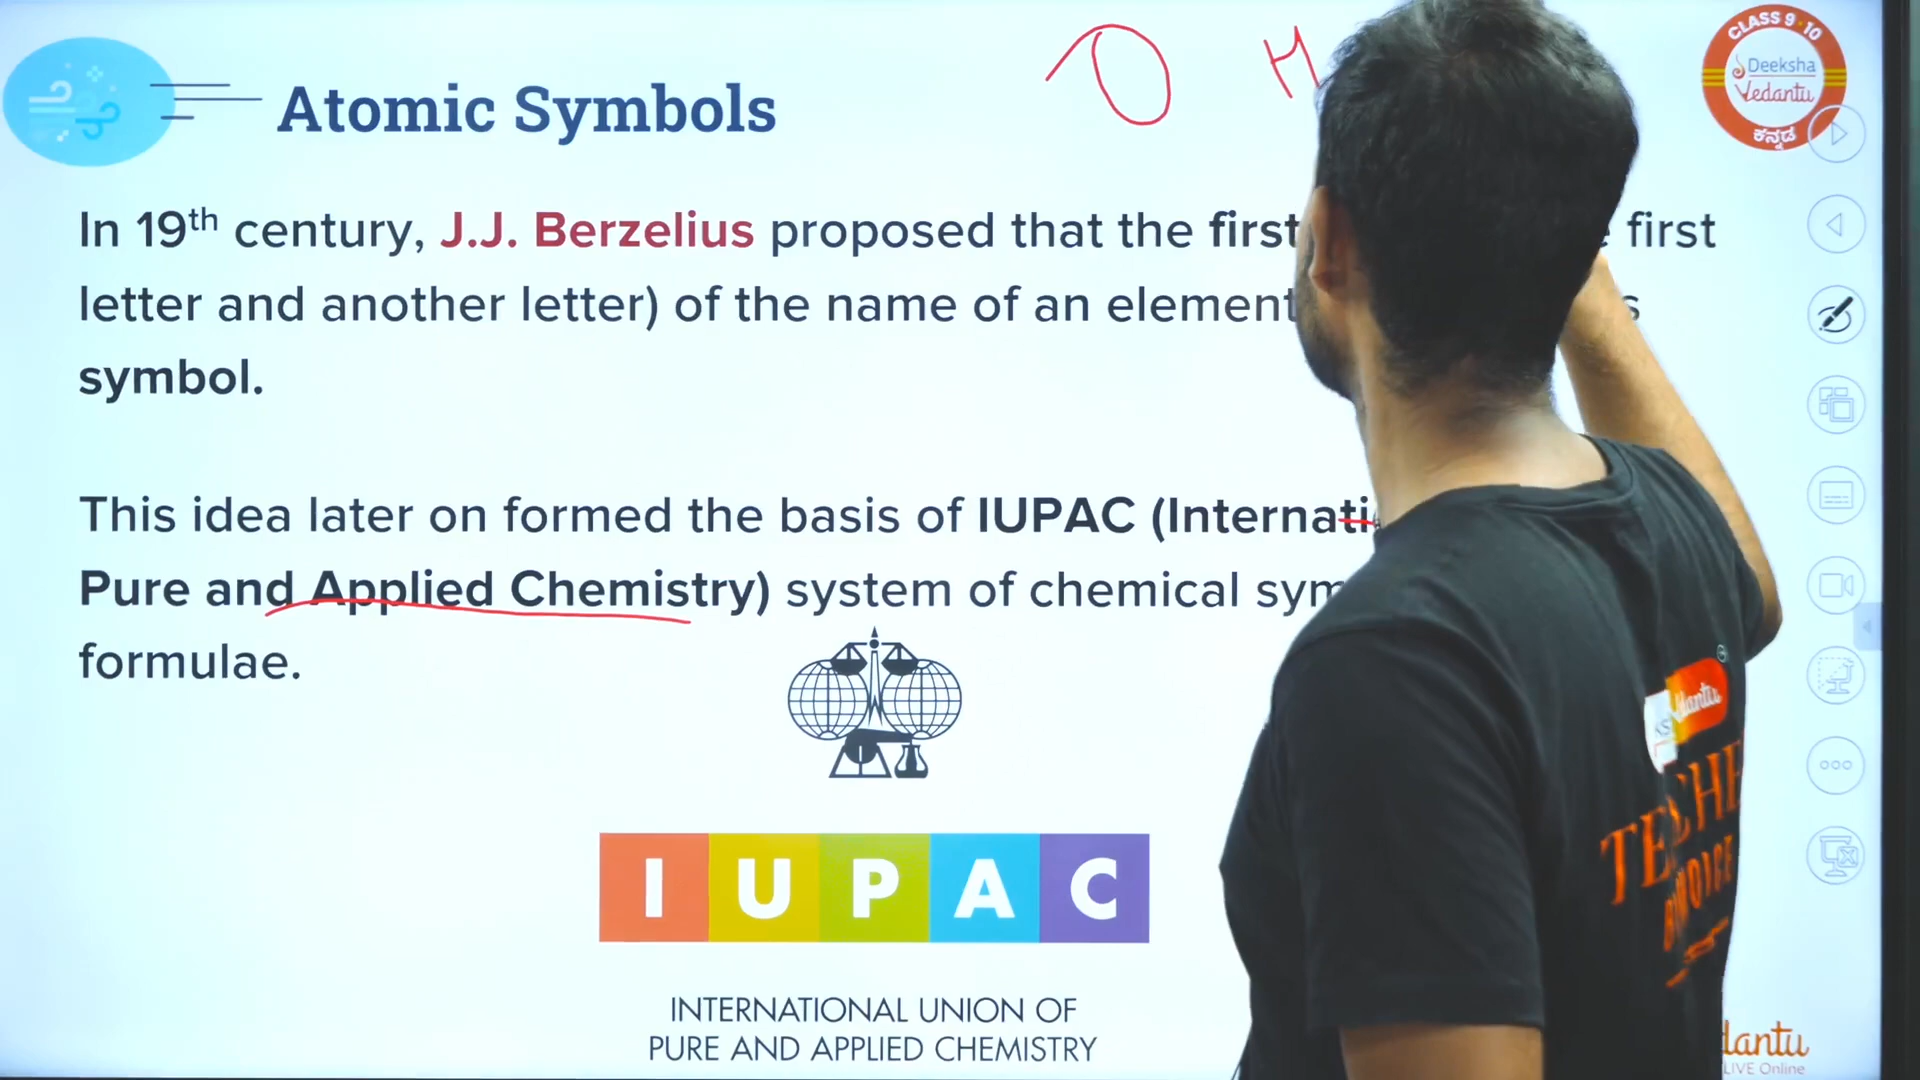 O H
CLASS 9-10
Deeksha
Vedantu
ಕನ್ನಡ
Atomic Symbols
In 19th century, J.J. Berzelius proposed that the first first
letter and another letter) of the name of an element
symbol.
This idea later on formed the basis of IUPAC (Internati
Pure and Applied Chemistry) system of chemical sym
formulae.
I U P A C
INTERNATIONAL UNION OF
PURE AND APPLIED CHEMISTRY
dantu
TEACHE
dantu
LIVE Online